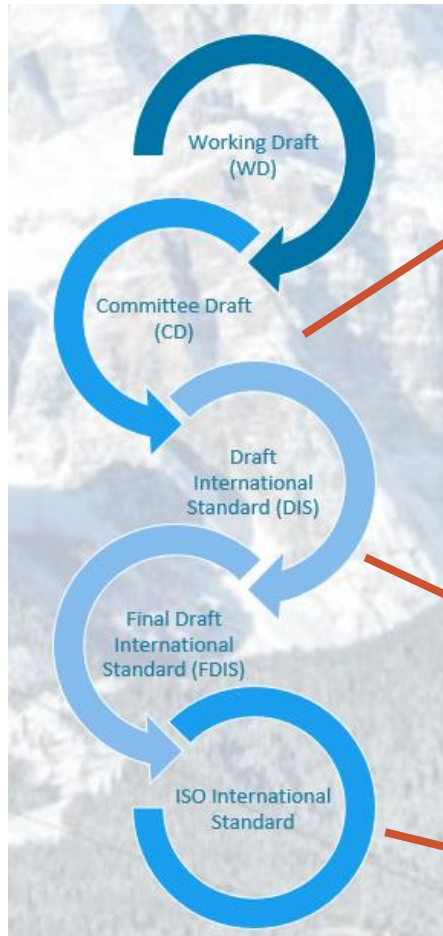 Working Draft
(WD)
Committee Draft
(CD)
Draft
International
Standard (DIS)
Final Draft
International
Standard (FDIS)
ISO International
Standard